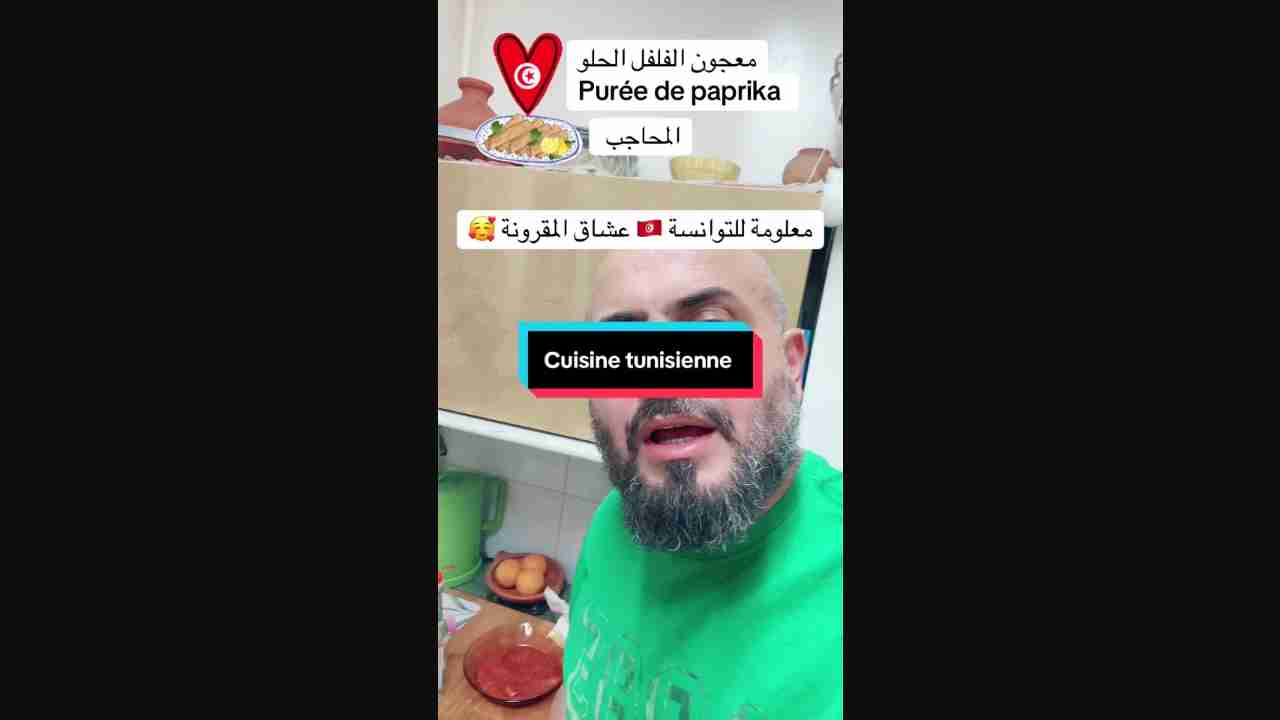 معجون الفلفل الحلو
Purée de paprika
المحاجب
معلومة للتوانسة 🇹🇳 عشاق المقرونة 🥰
Cuisine tunisienne